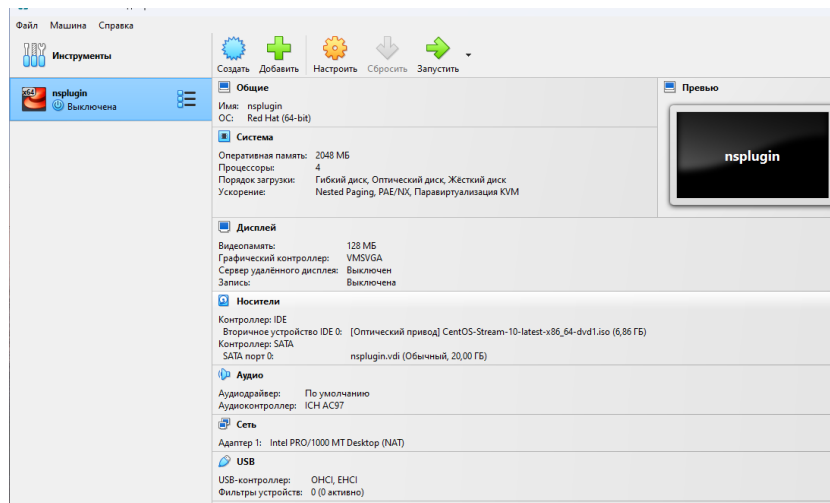 Файл Машина Справка
Инструменты
Создать Добавить Настроить Сбросить Запустить
x64 nsplugin
Выключена
Общие
Имя: nsplugin
ОС: Red Hat (64-bit)
Система
Оперативная память: 2048 МБ
Процессоры: 4
Порядок загрузки: Гибкий диск, Оптический диск, Жёсткий диск
Ускорение: Nested Paging, PAE/NX, Паравиртуализация KVM
Превью
nsplugin
Дисплей
Видеопамять: 128 МБ
Графический контроллер: VMSVGA
Сервер удалённого дисплея: Выключен
Запись: Выключена
Носители
Контроллер: IDE
Вторичное устройство IDE 0: [Оптический привод] CentOS-Stream-10-latest-x86_64-dvd1.iso (6,86 ГБ)
Контроллер: SATA
SATA порт 0: nsplugin.vdi (Обычный, 20,00 ГБ)
Аудио
Аудиодрайвер: По умолчанию
Аудиоконтроллер: ICH AC97
Сеть
Адаптер 1: Intel PRO/1000 MT Desktop (NAT)
USB
USB-контроллер: OHCI, EHCI
Фильтры устройств: 0 (0 активно)